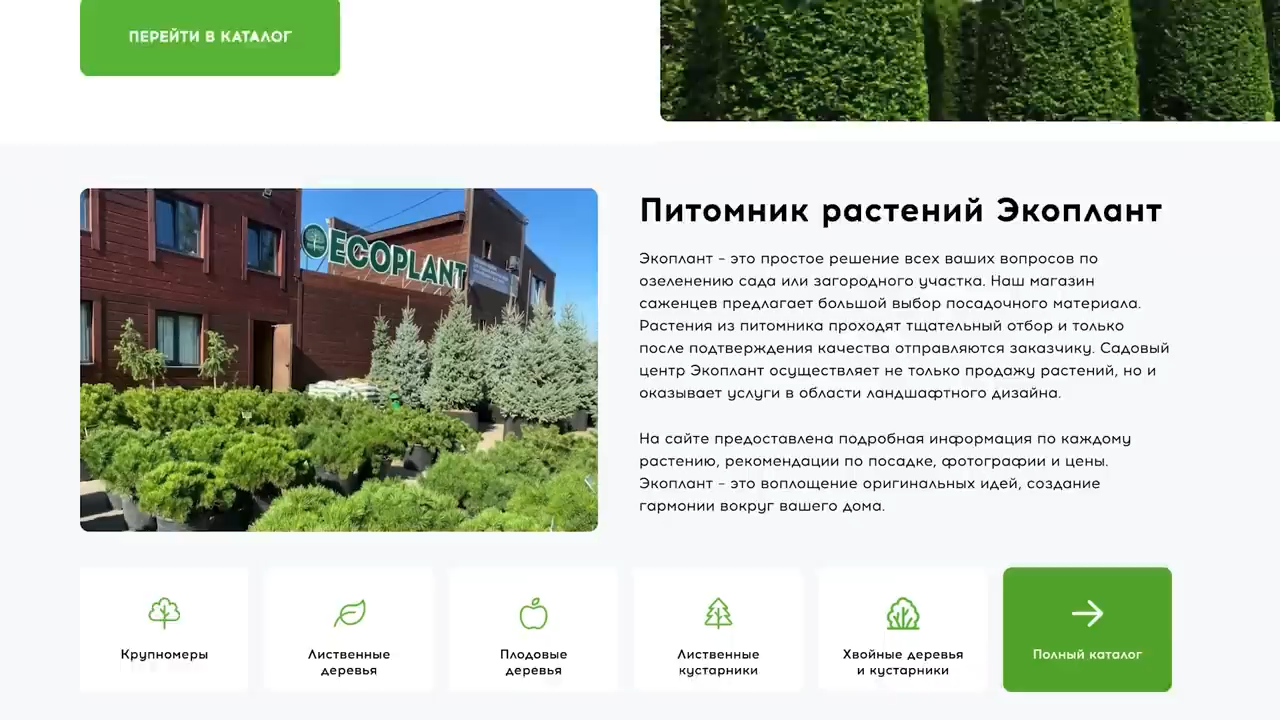 ПЕРЕЙТИ В КАТАЛОГ
ECOPLANT
Питомник растений Экоплант
Экоплант – это простое решение всех ваших вопросов по
озеленению сада или загородного участка. Наш магазин
саженцев предлагает большой выбор посадочного материала.
Растения из питомника проходят тщательный отбор и только
после подтверждения качества отправляются заказчику. Садовый
центр Экоплант осуществляет не только продажу растений, но и
оказывает услуги в области ландшафтного дизайна.
На сайте предоставлена подробная информация по каждому
растению, рекомендации по посадке, фотографии и цены.
Экоплант – это воплощение оригинальных идей, создание
гармонии вокруг вашего дома.
Крупномеры
Лиственные
деревья
Плодовые
деревья
Лиственные
кустарники
Хвойные деревья
и кустарники
Полный каталог